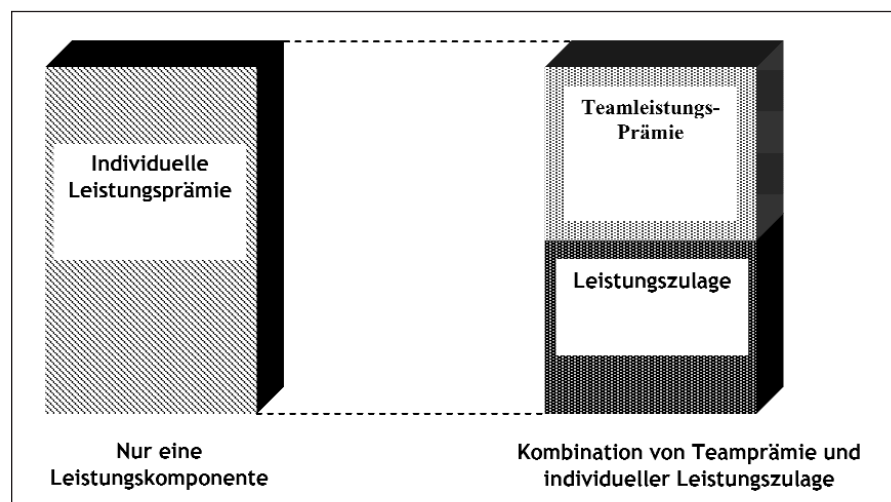 Individuelle
Leistungsprämie
Teamleistungs-
Prämie
Leistungszulage
Nur eine
Leistungskomponente
Kombination von Teamprämie und
individueller Leistungszulage